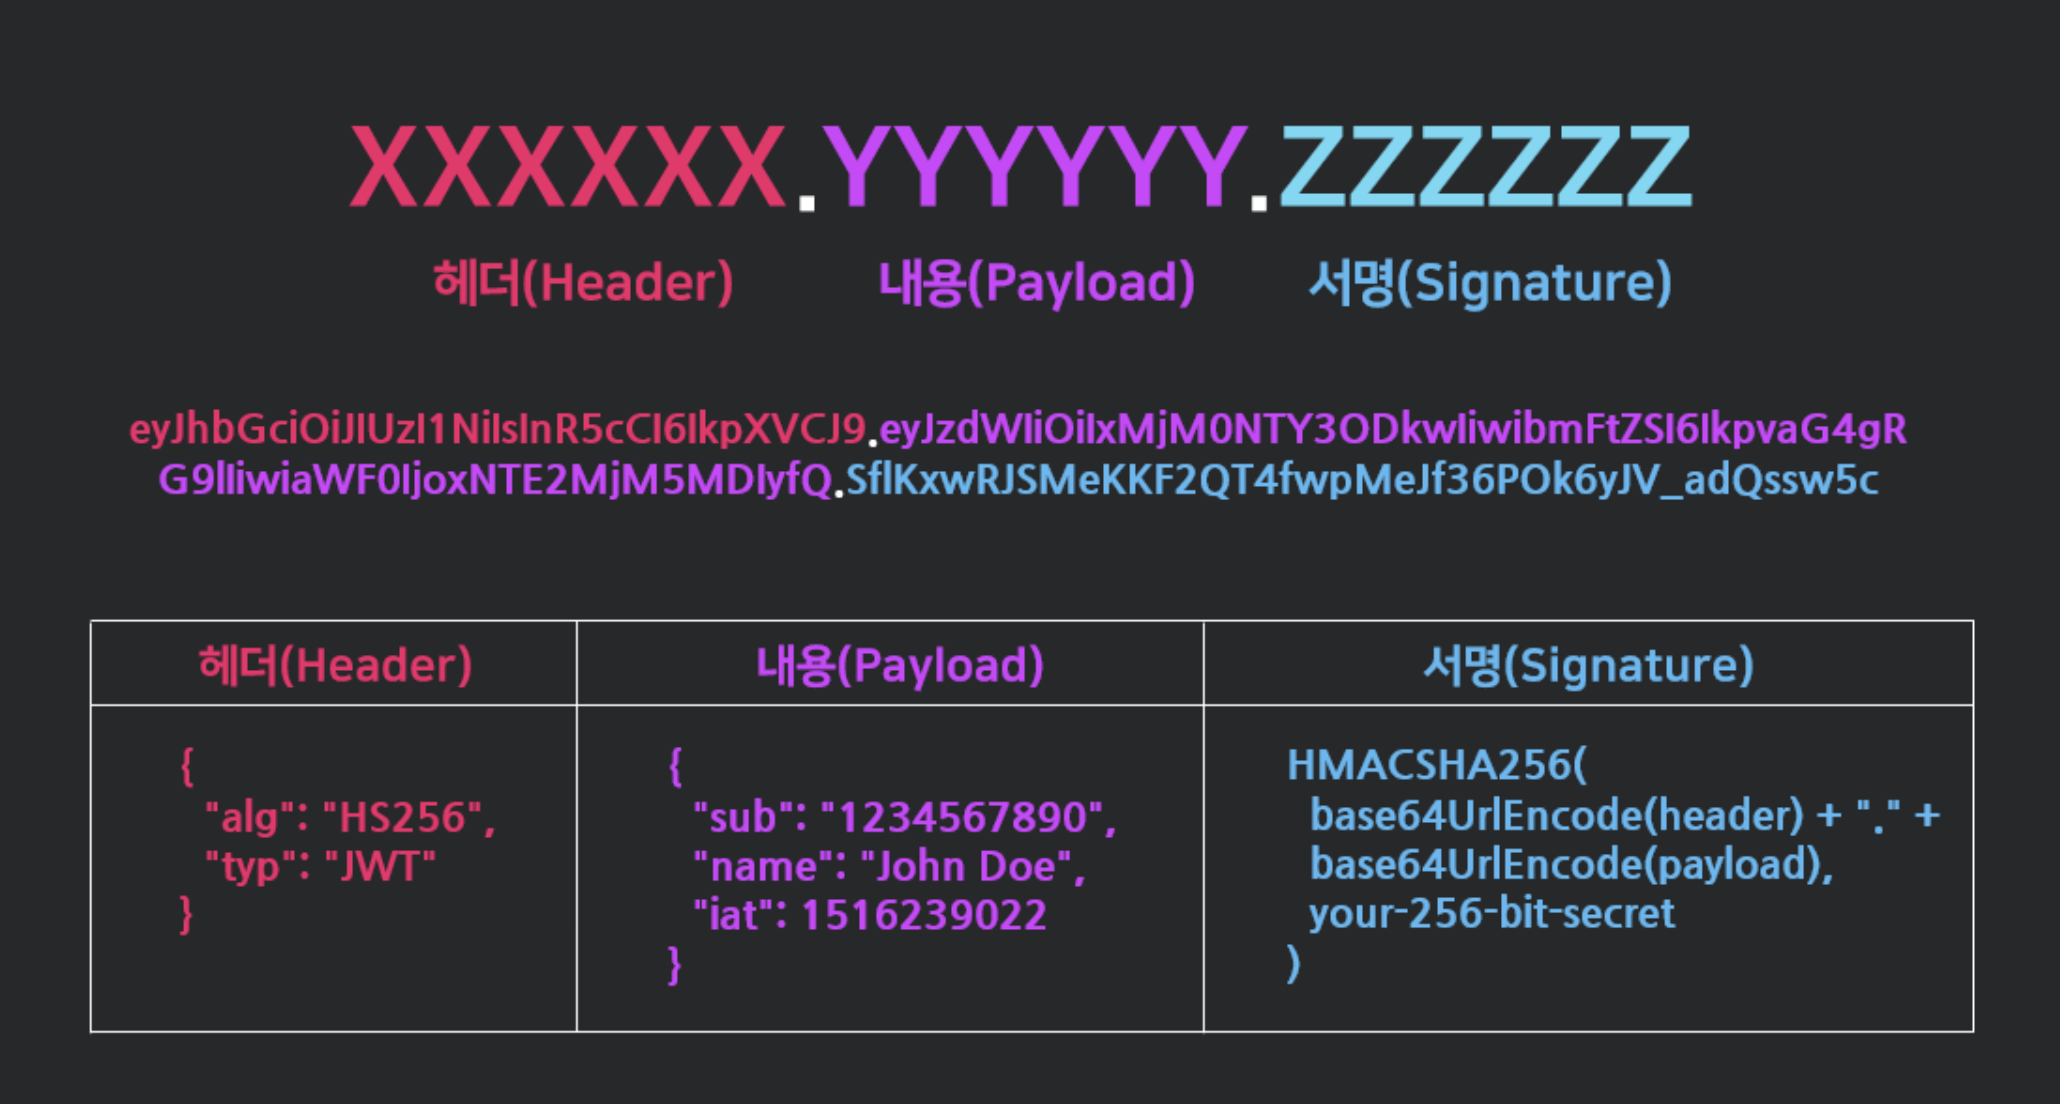 XXXXXX.YYYYYY.ZZZZZZ
헤더(Header) 내용(Payload) 서명(Signature)
eyJhbGciOiJIUzI1NiIsInR5cCI6IkpXVCJ9.eyJzdWIiOiIxMjM0NTY3ODkwIiwibmFtZSI6IkpvaG4gR
G9lIiwiaWF0IjoxNTE2MjM5MDIyfQ.SflKxwRJSMeKKF2QT4fwpMeJf36POk6yJV_adQssw5c
헤더(Header)
{
"alg": "HS256",
"typ": "JWT"
}
내용(Payload)
{
"sub": "1234567890",
"name": "John Doe",
"iat": 1516239022
}
서명(Signature)
HMACSHA256(
base64UrlEncode(header) + "." +
base64UrlEncode(payload),
your-256-bit-secret
)